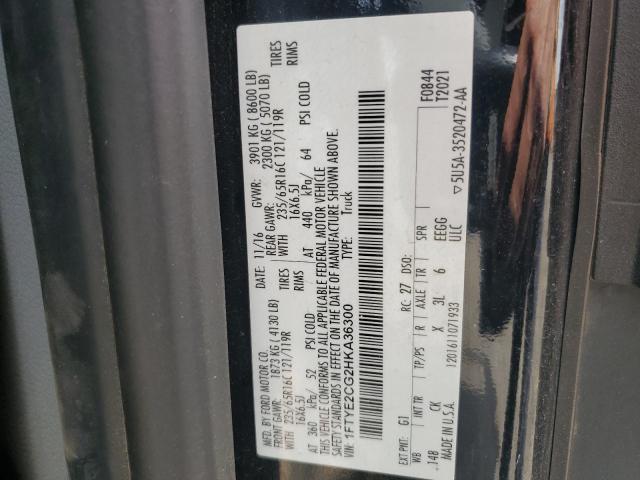 MFD. BY FORD MOTOR CO.
DATE: 11/16 GVWR: 3901 KG ( 8600 LB)
FRONT GAWR: 1873 KG ( 4130 LB) REAR GAWR: 2300 KG ( 5070 LB)
WITH 235/65R16C 121/119R TIRES WITH 235/65R16C 121/119R TIRES
16X6.5J RIMS 16X6.5J RIMS
AT 360 kPa/ 52 PSI COLD AT 440 kPa/ 64 PSI COLD
THIS VEHICLE CONFORMS TO ALL APPLICABLE FEDERAL MOTOR VEHICLE
SAFETY STANDARDS IN EFFECT ON THE DATE OF MANUFACTURE SHOWN ABOVE.
VIN: 1FTYE2CG2HKA36300 TYPE: Truck
F0844
T2021
EXT PNT: G1 RC: 27 DSO:
WB INT TR TP/PS R AXLE TR SPR
.148 CK X 3L 6 EEGG
MADE IN U.S.A. 1201611071933 ULC
▽ 5U5A-3520472-AA